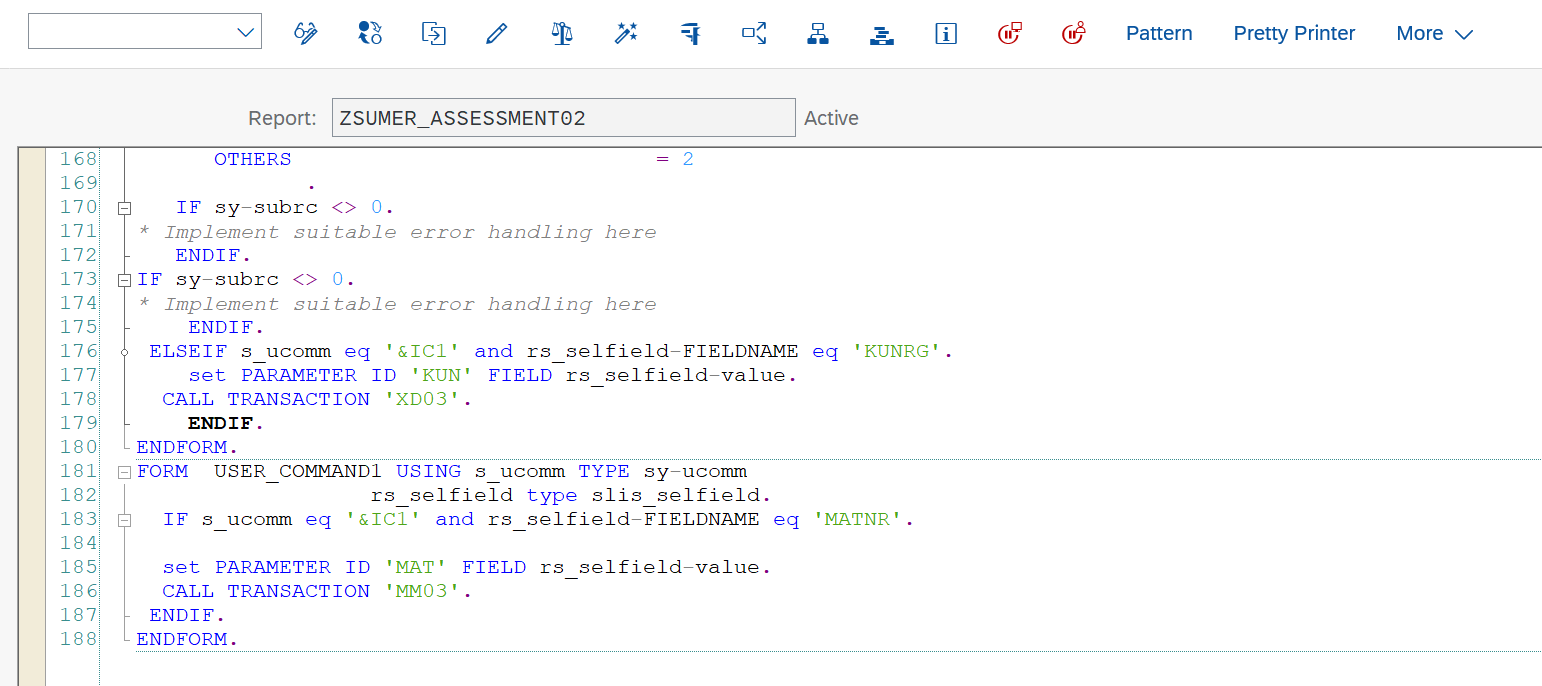 Pattern Pretty Printer More
Report: ZSUMER_ASSESSMENT02 Active
168 OTHERS = 2
169 .
170 IF sy-subrc <> 0.
171 * Implement suitable error handling here
172 ENDIF.
173 IF sy-subrc <> 0.
174 * Implement suitable error handling here
175 ENDIF.
176 ELSEIF s_ucomm eq '&IC1' and rs_selfield-FIELDNAME eq 'KUNRG'.
177 set PARAMETER ID 'KUN' FIELD rs_selfield-value.
178 CALL TRANSACTION 'XD03'.
179 ENDIF.
180 ENDFORM.
181 FORM USER_COMMAND1 USING s_ucomm TYPE sy-ucomm
182 rs_selfield type slis_selfield.
183 IF s_ucomm eq '&IC1' and rs_selfield-FIELDNAME eq 'MATNR'.
184
185 set PARAMETER ID 'MAT' FIELD rs_selfield-value.
186 CALL TRANSACTION 'MM03'.
187 ENDIF.
188 ENDFORM.